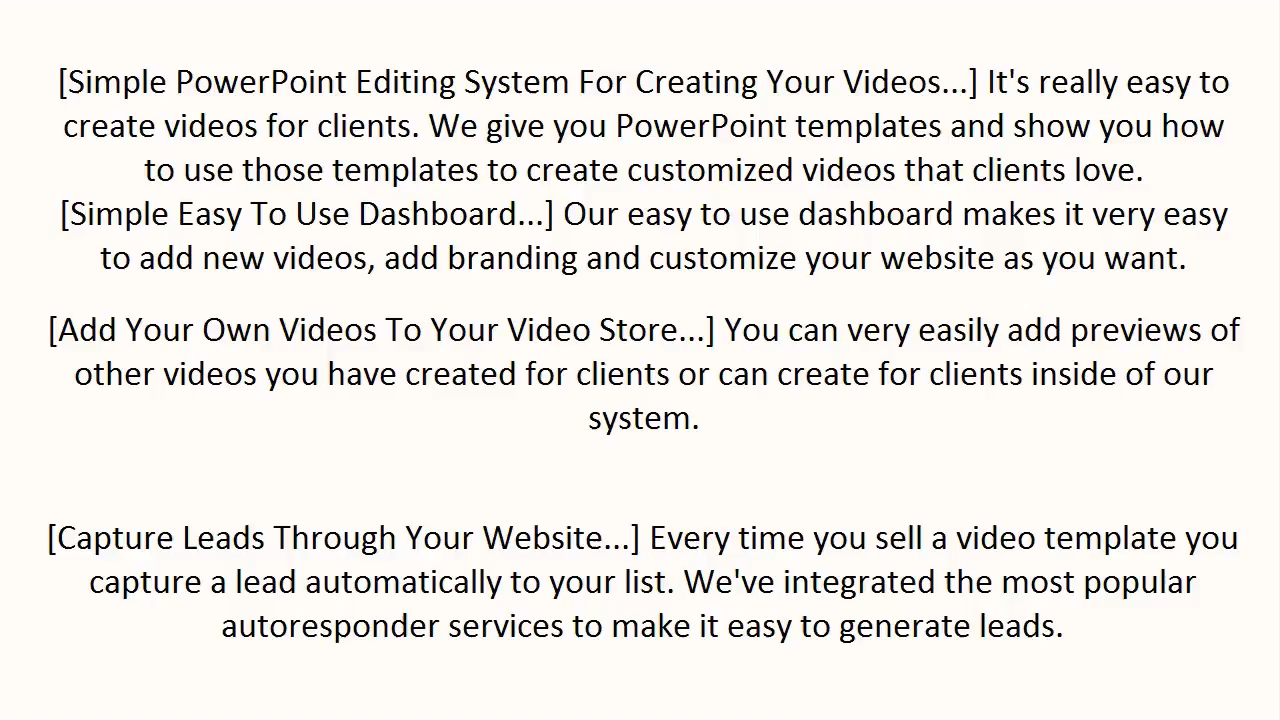 [Simple PowerPoint Editing System For Creating Your Videos...] It's really easy to
create videos for clients. We give you PowerPoint templates and show you how
to use those templates to create customized videos that clients love.
[Simple Easy To Use Dashboard...] Our easy to use dashboard makes it very easy
to add new videos, add branding and customize your website as you want.
[Add Your Own Videos To Your Video Store...] You can very easily add previews of
other videos you have created for clients or can create for clients inside of our
system.
[Capture Leads Through Your Website...] Every time you sell a video template you
capture a lead automatically to your list. We've integrated the most popular
autoresponder services to make it easy to generate leads.